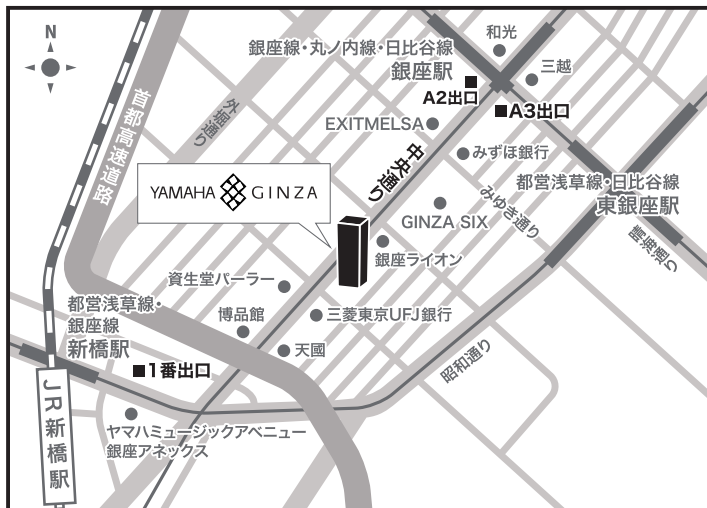 N
和光
銀座線・丸ノ内線・日比谷線
銀座駅
三越
A2出口
A3出口
外堀通り
首都高速道路
EXITMELSA
中央通り
みずほ銀行
YAMAHA GINZA
みゆき通り
都営浅草線・日比谷線
東銀座駅
GINZA SIX
晴海通り
銀座ライオン
資生堂パーラー
都営浅草線・
銀座線
新橋駅
博品館
三菱東京UFJ銀行
天國
昭和通り
1番出口
JR新橋駅
ヤマハミュージックアベニュー
銀座アネックス